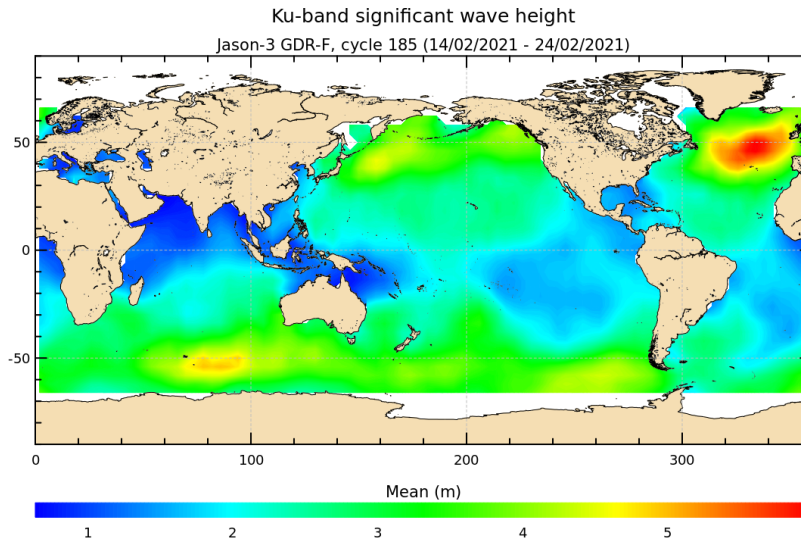 Ku-band significant wave height
Jason-3 GDR-F, cycle 185 (14/02/2021 - 24/02/2021)
50
0
-50
0 100 200 300
Mean (m)
1 2 3 4 5